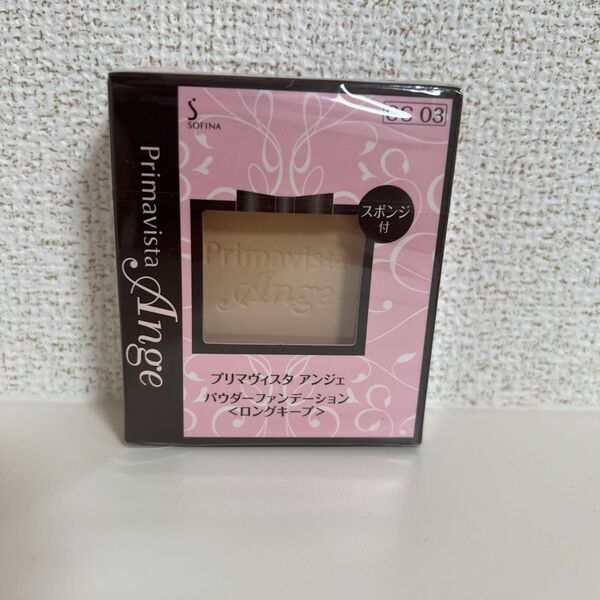 Primavista Ange
S
SOFINA
OC 03
スポンジ
付
Primavista
Ange
プリマヴィスタ アンジェ
パウダーファンデーション
<ロングキープ>